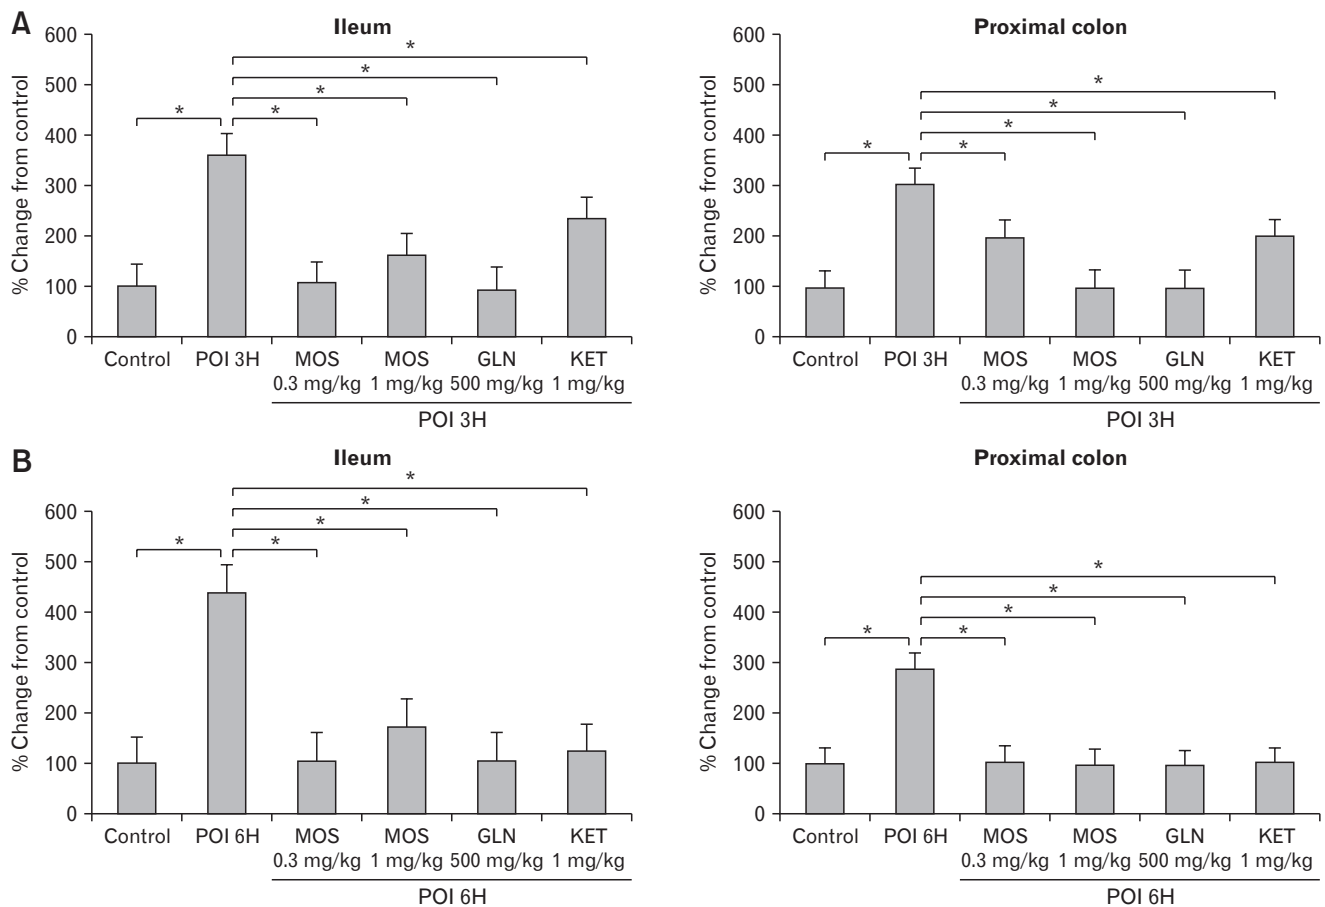 A
Ileum
% Change from control
600
500
400
300
200
100
0
*
*
*
*
*
Control
POI 3H
MOS
MOS
GLN
KET
0.3 mg/kg
1 mg/kg
500 mg/kg
1 mg/kg
POI 3H
Proximal colon
% Change from control
600
500
400
300
200
100
0
*
*
*
*
*
Control
POI 3H
MOS
MOS
GLN
KET
0.3 mg/kg
1 mg/kg
500 mg/kg
1 mg/kg
POI 3H
B
Ileum
% Change from control
600
500
400
300
200
100
0
*
*
*
*
*
Control
POI 6H
MOS
MOS
GLN
KET
0.3 mg/kg
1 mg/kg
500 mg/kg
1 mg/kg
POI 6H
Proximal colon
% Change from control
600
500
400
300
200
100
0
*
*
*
*
*
Control
POI 6H
MOS
MOS
GLN
KET
0.3 mg/kg
1 mg/kg
500 mg/kg
1 mg/kg
POI 6H